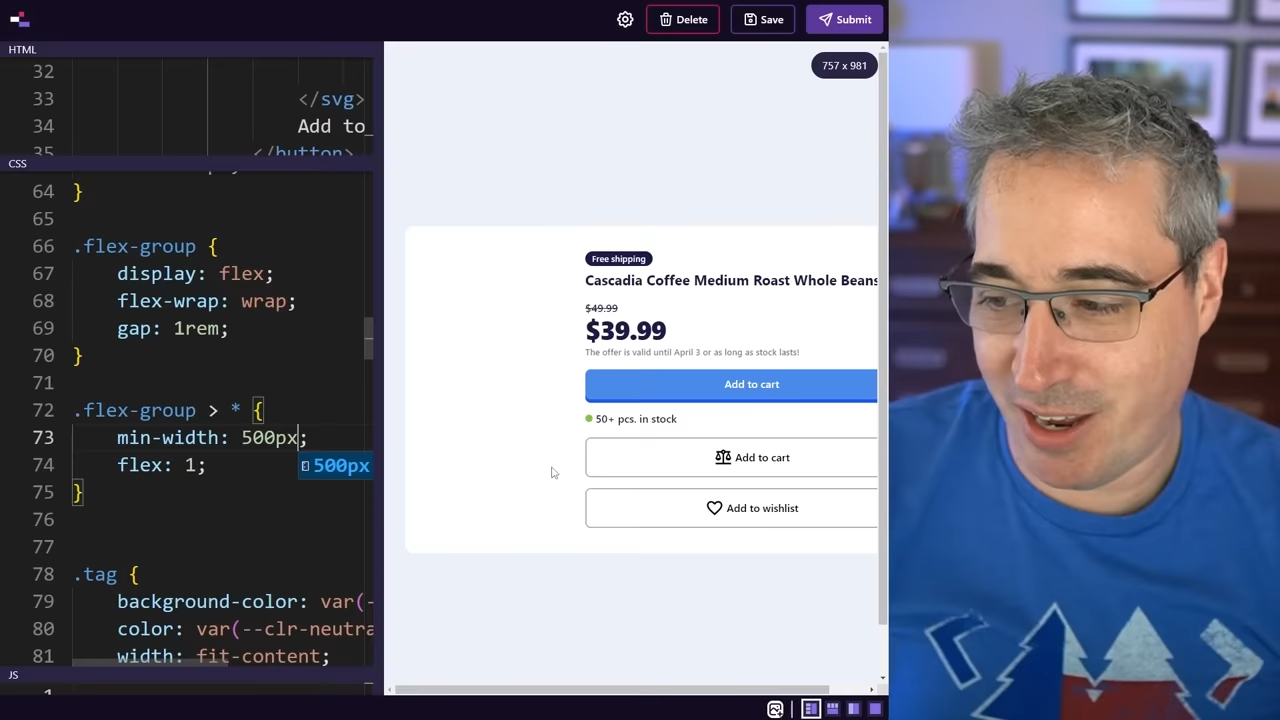 Delete
Save
Submit
HTML
32
33 </svg>
34 Add to
35 </button>
CSS
64 }
65
66 .flex-group {
67 display: flex;
68 flex-wrap: wrap;
69 gap: 1rem;
70 }
71
72 .flex-group > * {
73 min-width: 500px;
74 flex: 1;
500px
75 }
76
77
78 .tag {
79 background-color: var(-
80 color: var(--clr-neutra
81 width: fit-content;
JS
1
757 x 981
Free shipping
Cascadia Coffee Medium Roast Whole Beans
$49.99
$39.99
The offer is valid until April 3 or as long as stock lasts!
Add to cart
50+ pcs. in stock
Add to cart
Add to wishlist